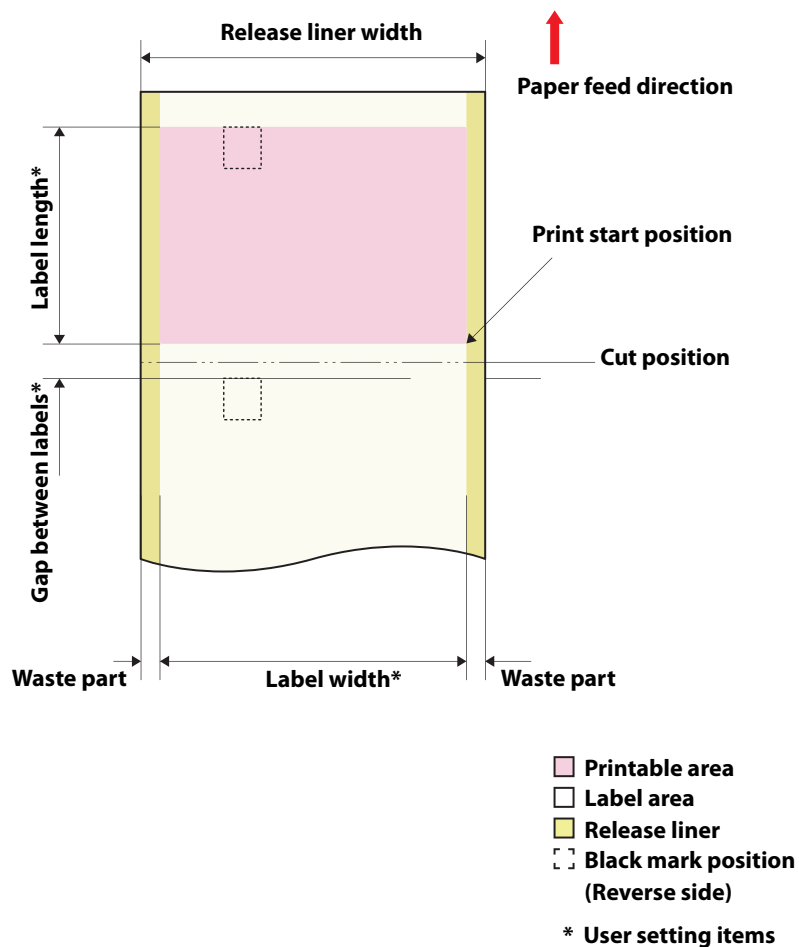 Release liner width
Paper feed direction
Label length*
Print start position
Cut position
Gap between labels*
Waste part
Label width*
Waste part
Printable area
Label area
Release liner
Black mark position
(Reverse side)
* User setting items